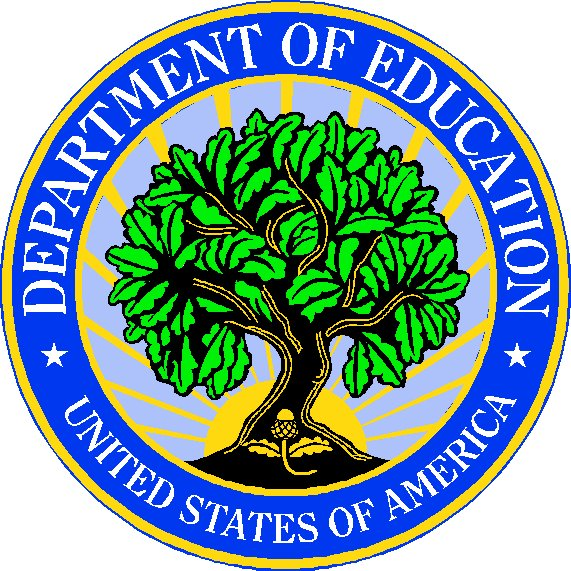 DEPARTMENT OF EDUCATION
UNITED STATES OF AMERICA